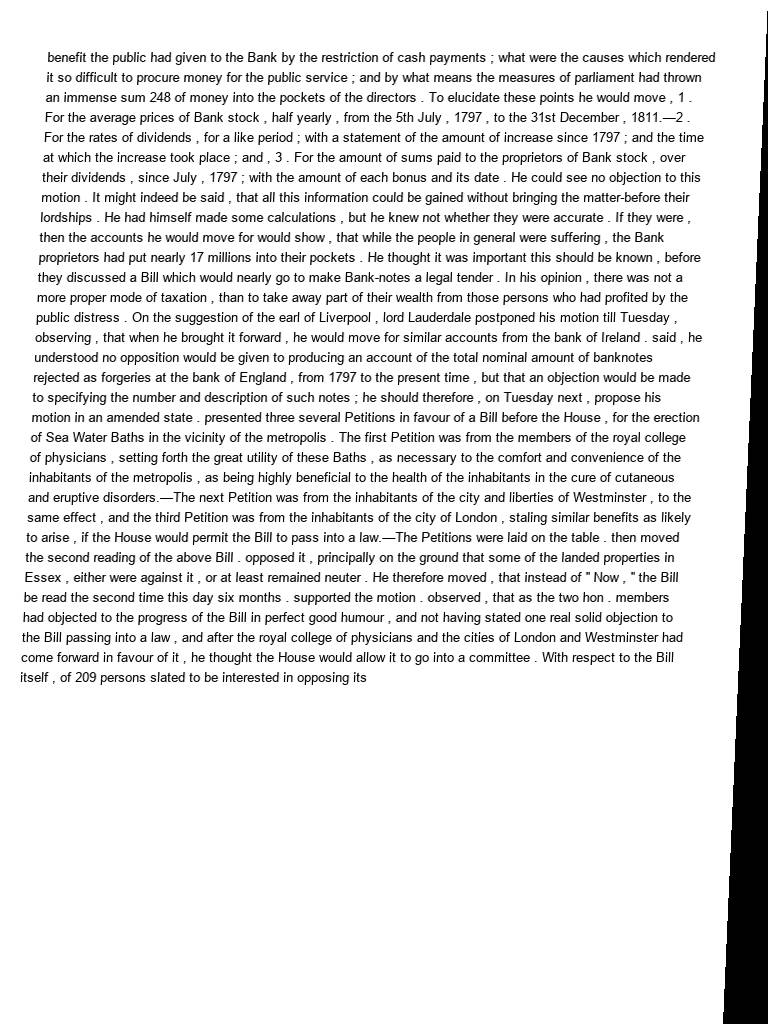 benefit the public had given to the Bank by the restriction of cash payments ; what were the causes which rendered
it so difficult to procure money for the public service ; and by what means the measures of parliament had thrown
an immense sum 248 of money into the pockets of the directors . To elucidate these points he would move , 1 .
For the average prices of Bank stock , half yearly , from the 5th July , 1797 , to the 31st December , 1811.—2 .
For the rates of dividends , for a like period ; with a statement of the amount of increase since 1797 ; and the time
at which the increase took place ; and , 3 . For the amount of sums paid to the proprietors of Bank stock , over
their dividends , since July , 1797 ; with the amount of each bonus and its date . He could see no objection to this
motion . It might indeed be said , that all this information could be gained without bringing the matter-before their
lordships . He had himself made some calculations , but he knew not whether they were accurate . If they were ,
then the accounts he would move for would show , that while the people in general were suffering , the Bank
proprietors had put nearly 17 millions into their pockets . He thought it was important this should be known , before
they discussed a Bill which would nearly go to make Bank-notes a legal tender . In his opinion , there was not a
more proper mode of taxation , than to take away part of their wealth from those persons who had profited by the
public distress . On the suggestion of the earl of Liverpool , lord Lauderdale postponed his motion till Tuesday ,
observing , that when he brought it forward , he would move for similar accounts from the bank of Ireland . said , he
understood no opposition would be given to producing an account of the total nominal amount of banknotes
rejected as forgeries at the bank of England , from 1797 to the present time , but that an objection would be made
to specifying the number and description of such notes ; he should therefore , on Tuesday next , propose his
motion in an amended state . presented three several Petitions in favour of a Bill before the House , for the erection
of Sea Water Baths in the vicinity of the metropolis . The first Petition was from the members of the royal college
of physicians , setting forth the great utility of these Baths , as necessary to the comfort and convenience of the
inhabitants of the metropolis , as being highly beneficial to the health of the inhabitants in the cure of cutaneous
and eruptive disorders.—The next Petition was from the inhabitants of the city and liberties of Westminster , to the
same effect , and the third Petition was from the inhabitants of the city of London , staling similar benefits as likely
to arise , if the House would permit the Bill to pass into a law.—The Petitions were laid on the table . then moved
the second reading of the above Bill . opposed it , principally on the ground that some of the landed properties in
Essex , either were against it , or at least remained neuter . He therefore moved , that instead of " Now , " the Bill
be read the second time this day six months . supported the motion . observed , that as the two hon . members
had objected to the progress of the Bill in perfect good humour , and not having stated one real solid objection to
the Bill passing into a law , and after the royal college of physicians and the cities of London and Westminster had
come forward in favour of it , he thought the House would allow it to go into a committee . With respect to the Bill
itself , of 209 persons slated to be interested in opposing its